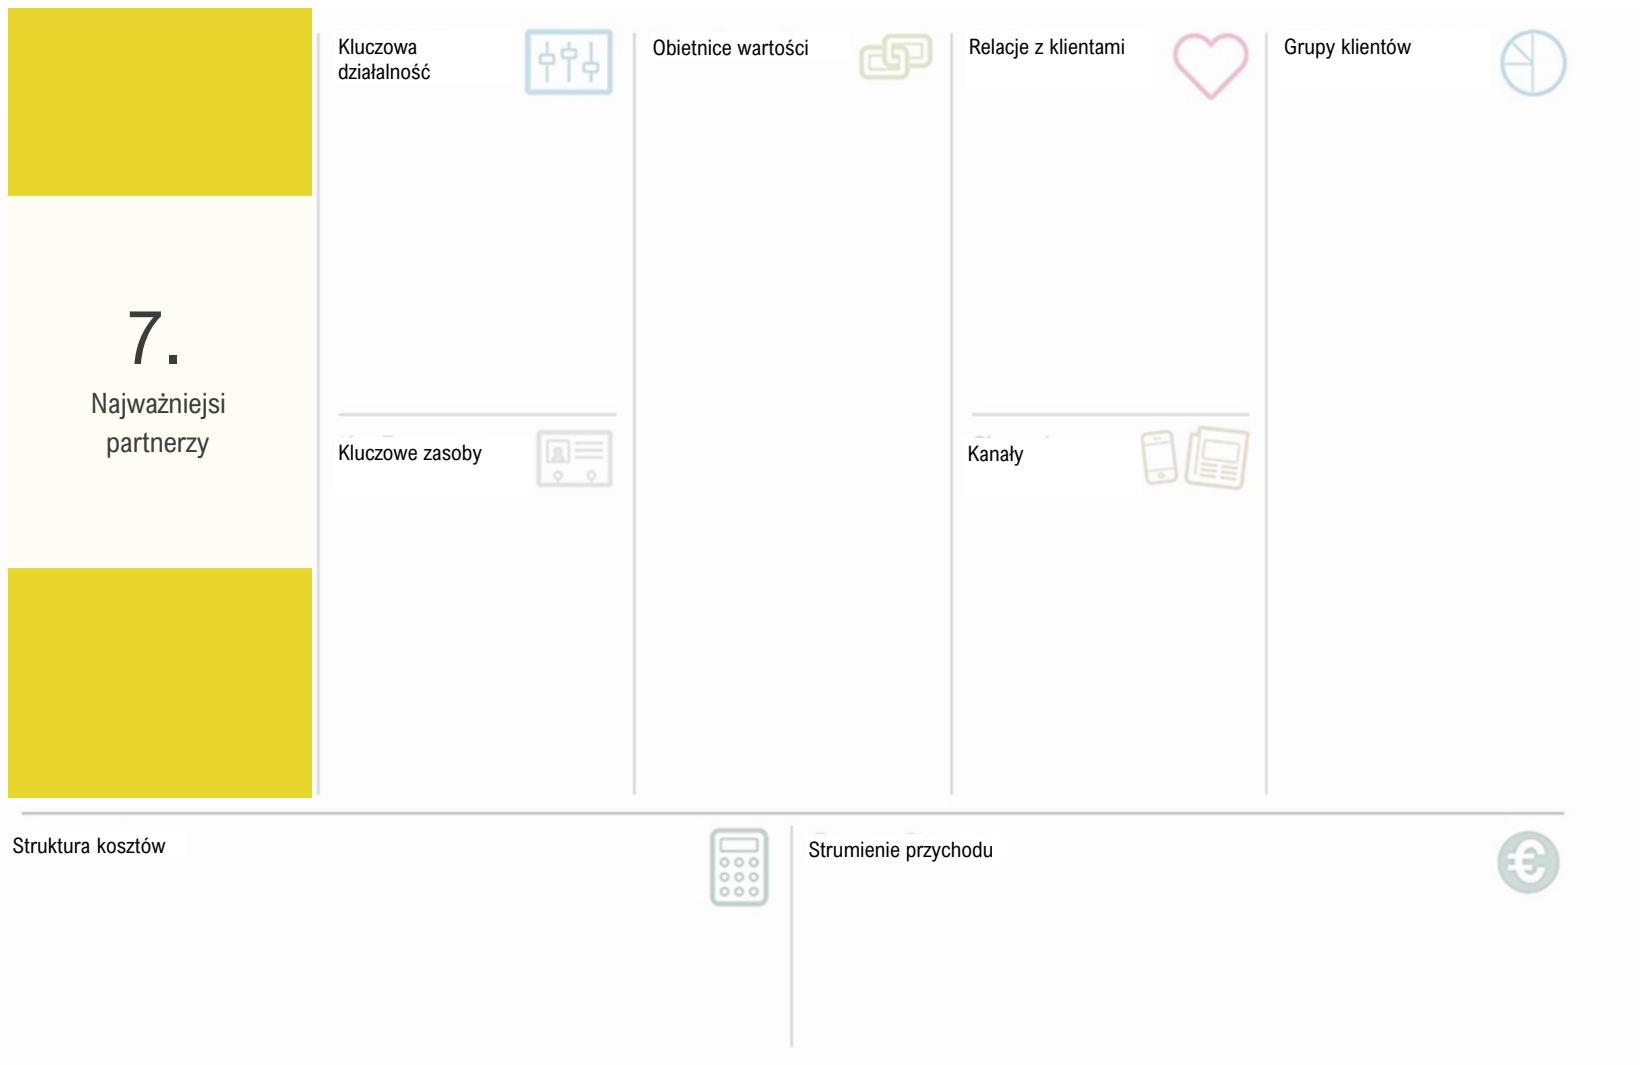 7.
Najważniejsi
partnerzy
Kluczowa
działalność
Kluczowe zasoby
Obietnice wartości
Relacje z klientami
Kanały
Grupy klientów
Struktura kosztów
Strumienie przychodu